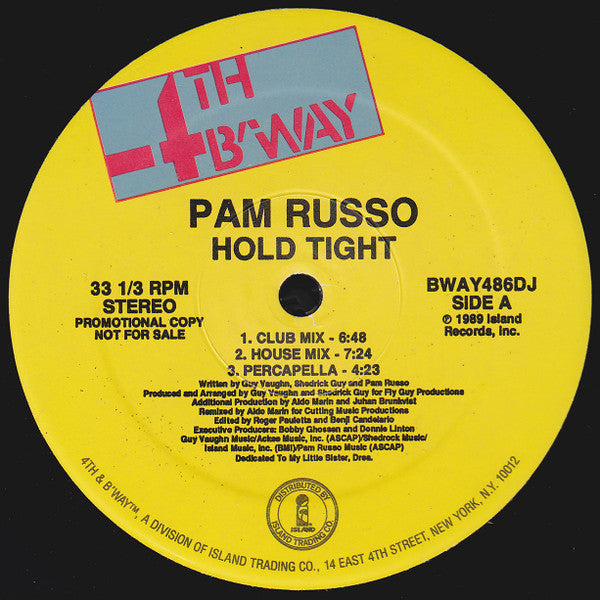 4TH
B'WAY
PAM RUSSO
HOLD TIGHT
33 1/3 RPM
STEREO
PROMOTIONAL COPY
NOT FOR SALE
BWAY486DJ
SIDE A
℗ 1989 Island
Records, Inc.
1. CLUB MIX - 6:48
2. HOUSE MIX - 7:24
3. PERCAPELLA - 4:23
Written by Guy Vaughn, Shedrick Guy and Pam Russo
Produced and Arranged by Guy Vaughn and Shedrick Guy for Fly Guy Productions
Additional Production by Aldo Marin and Juhan Brunkvist
Remixed by Aldo Marin for Cutting Music Productions
Edited by Roger Pauletta and Benji Candelario
Executive Producers: Bobby Ghossen and Donnie Linton
Guy Vaughn Music/Ackee Music, Inc. (ASCAP)/Shedrock Music/
Island Music, Inc. (BMI)/Pam Russo Music (ASCAP)
Dedicated To My Little Sister, Drea.
DISTRIBUTED BY
ISLAND
ISLAND TRADING CO.
4TH & B'WAY™, A DIVISION OF ISLAND TRADING CO., 14 EAST 4TH STREET, NEW YORK, N.Y. 10012